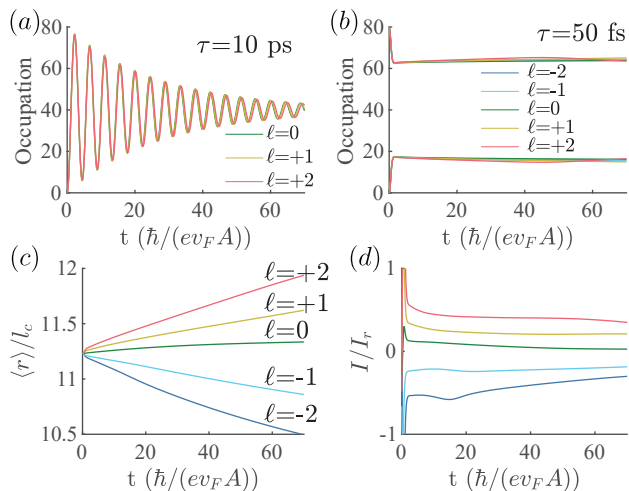 (a)
τ=10 ps
Occupation
80
60
40
20
0
ℓ=0
ℓ=+1
ℓ=+2
0 20 40 60
t (ħ/(ev_F A))
(b)
τ=50 fs
Occupation
80
60
40
20
0
ℓ=-2
ℓ=-1
ℓ=0
ℓ=+1
ℓ=+2
0 20 40 60
t (ħ/(ev_F A))
(c)
⟨r⟩/l_c
12
11.5
11
10.5
ℓ=+2
ℓ=+1
ℓ=0
ℓ=-1
ℓ=-2
0 20 40 60
t (ħ/(ev_F A))
(d)
I/I_r
1
0
-1
0 20 40 60
t (ħ/(ev_F A))